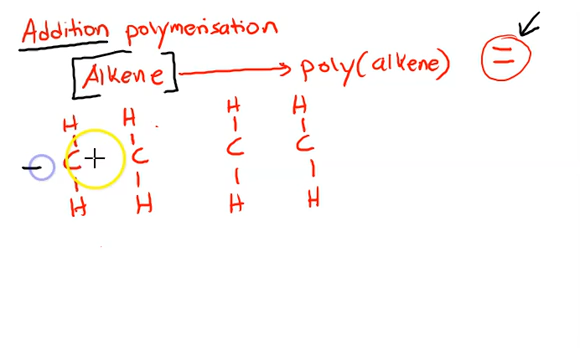 Addition polymerisation
Alkene → poly(alkene) =
H H H H
C C C C
H H H H